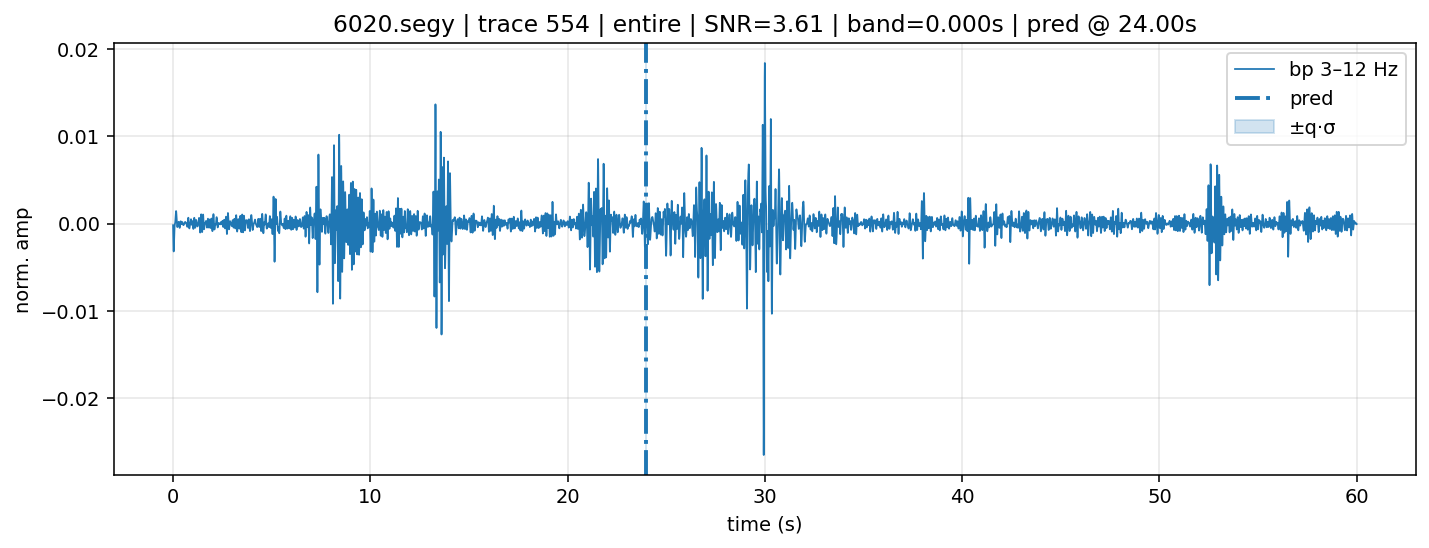 6020.segy | trace 554 | entire | SNR=3.61 | band=0.000s | pred @ 24.00s
bp 3–12 Hz
pred
±q·σ
norm. amp
0.02
0.01
0.00
−0.01
−0.02
0 10 20 30 40 50 60
time (s)